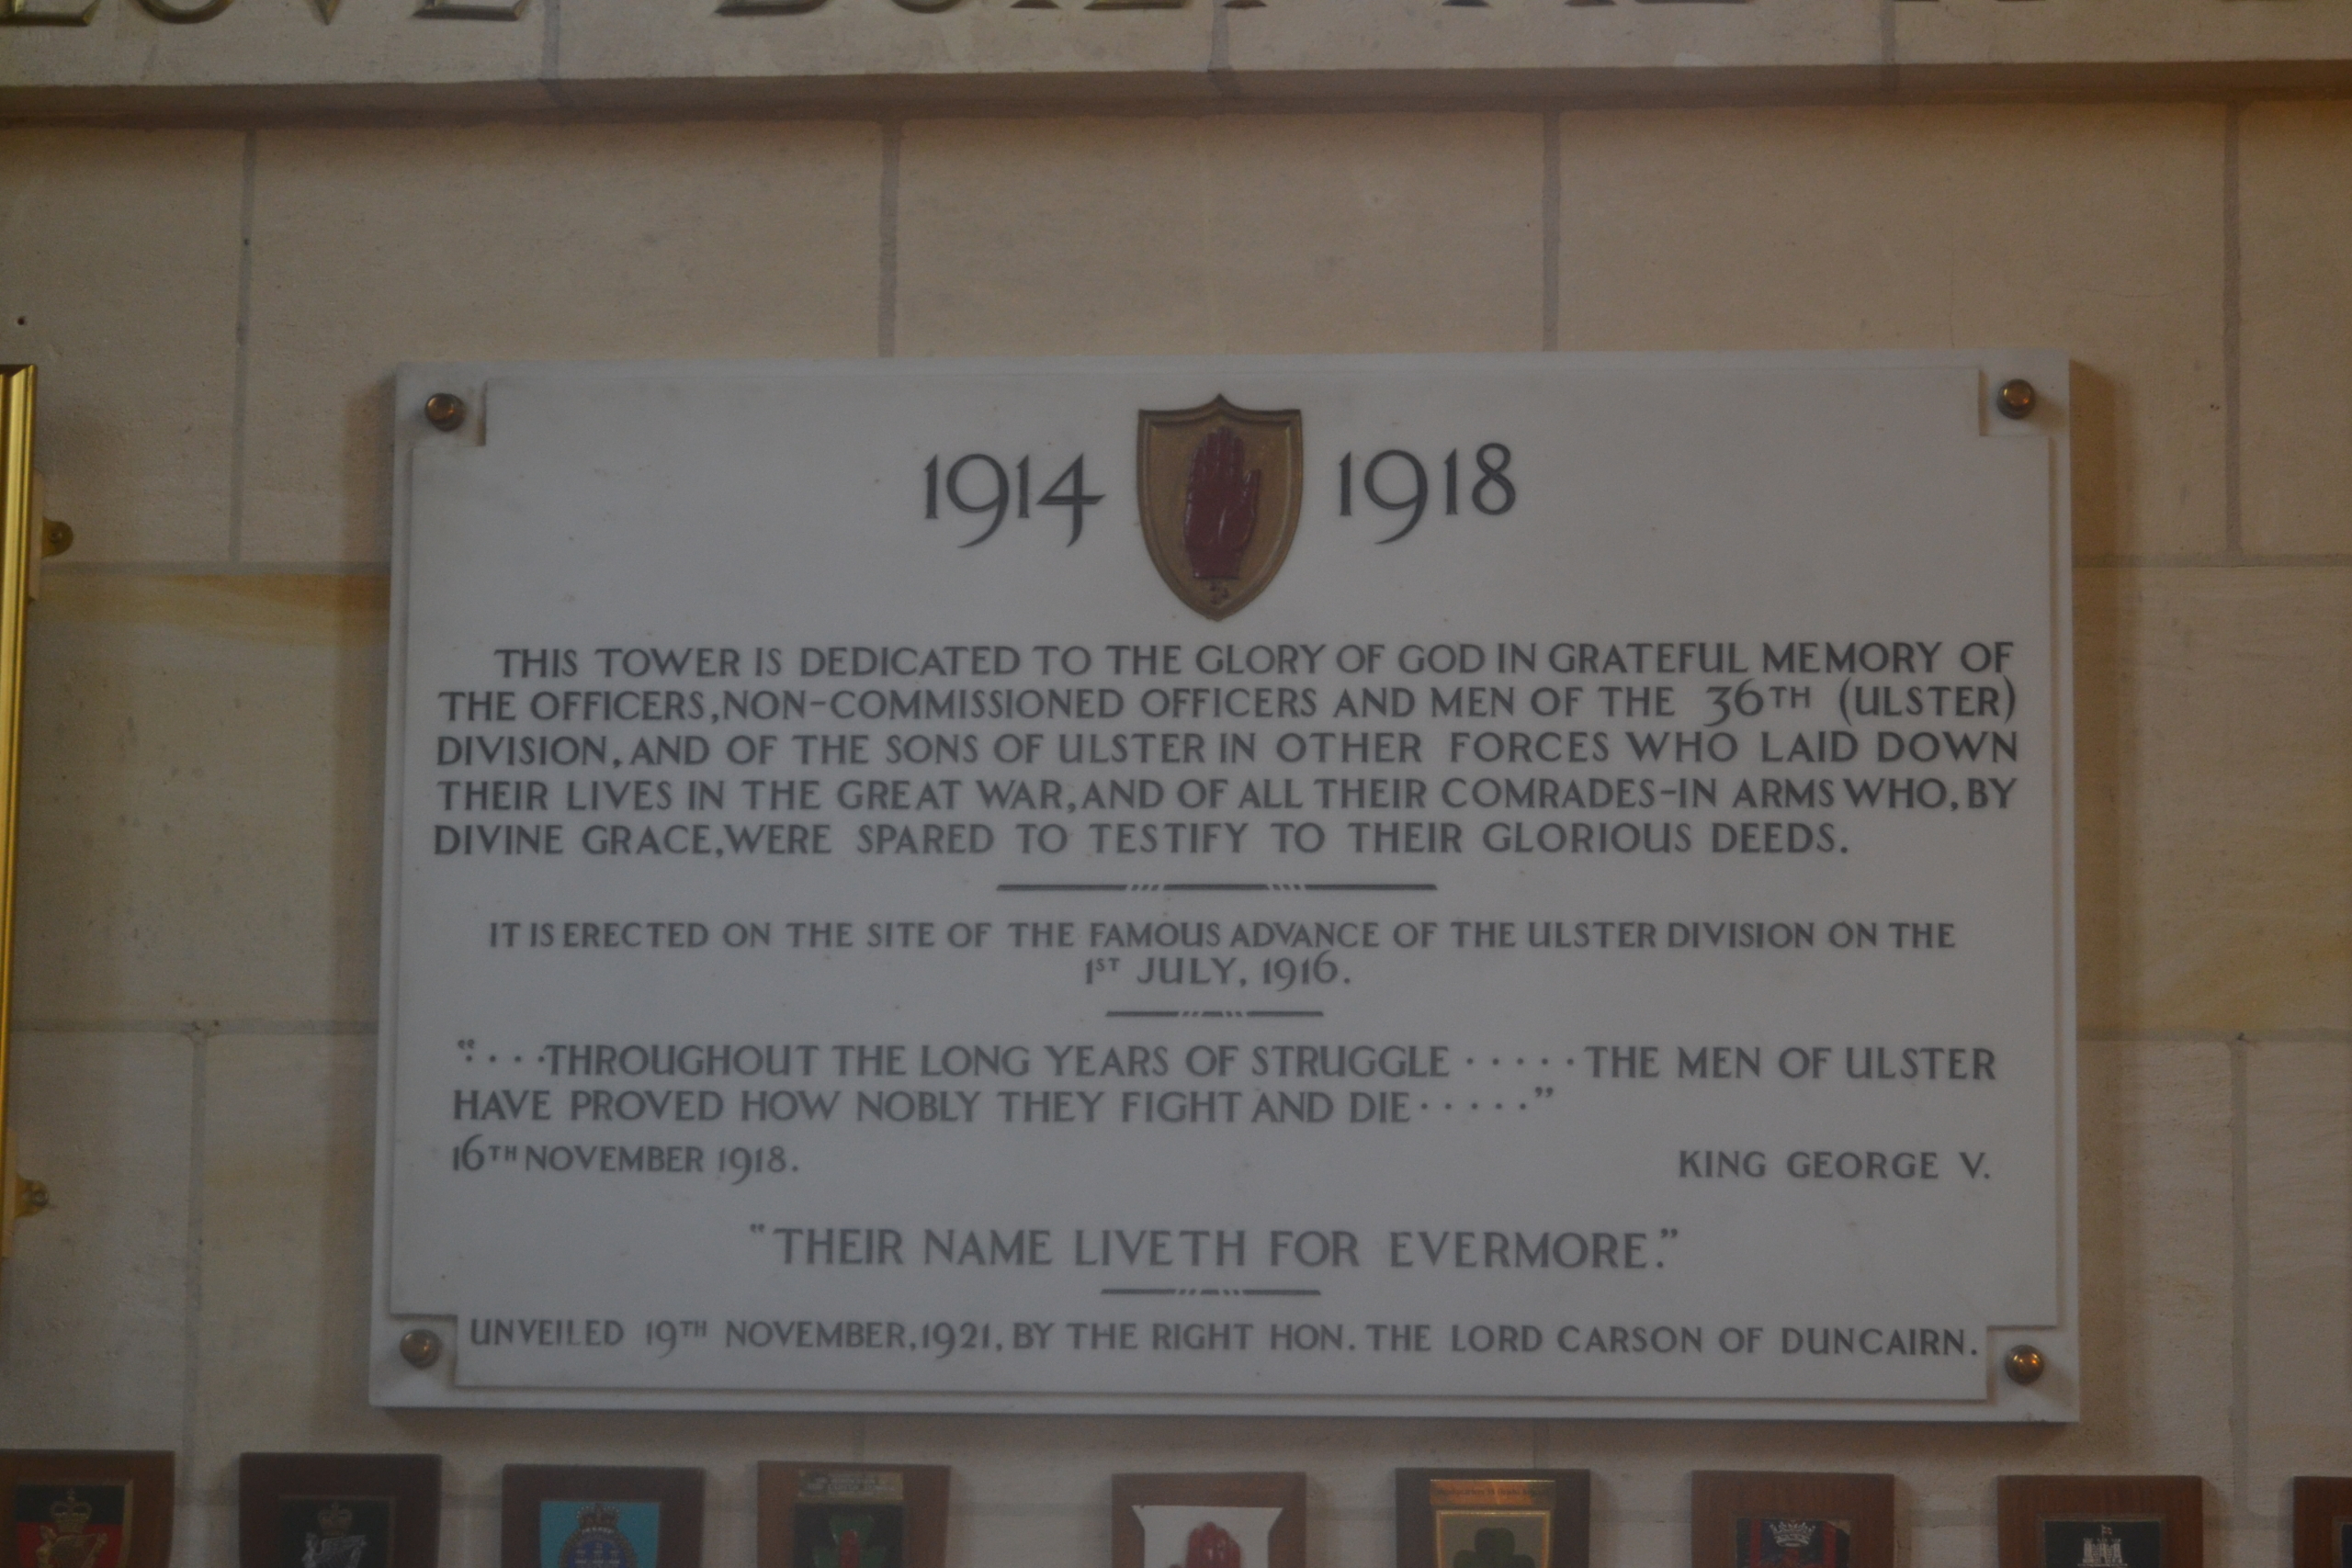 LOVE BUILT ME
1914 1918
THIS TOWER IS DEDICATED TO THE GLORY OF GOD IN GRATEFUL MEMORY OF
THE OFFICERS, NON-COMMISSIONED OFFICERS AND MEN OF THE 36TH (ULSTER)
DIVISION, AND OF THE SONS OF ULSTER IN OTHER FORCES WHO LAID DOWN
THEIR LIVES IN THE GREAT WAR, AND OF ALL THEIR COMRADES-IN ARMS WHO, BY
DIVINE GRACE, WERE SPARED TO TESTIFY TO THEIR GLORIOUS DEEDS.
IT IS ERECTED ON THE SITE OF THE FAMOUS ADVANCE OF THE ULSTER DIVISION ON THE
1ST JULY, 1916.
"....THROUGHOUT THE LONG YEARS OF STRUGGLE ..... THE MEN OF ULSTER
HAVE PROVED HOW NOBLY THEY FIGHT AND DIE ....."
16TH NOVEMBER 1918. KING GEORGE V.
"THEIR NAME LIVETH FOR EVERMORE."
UNVEILED 19TH NOVEMBER, 1921, BY THE RIGHT HON. THE LORD CARSON OF DUNCAIRN.